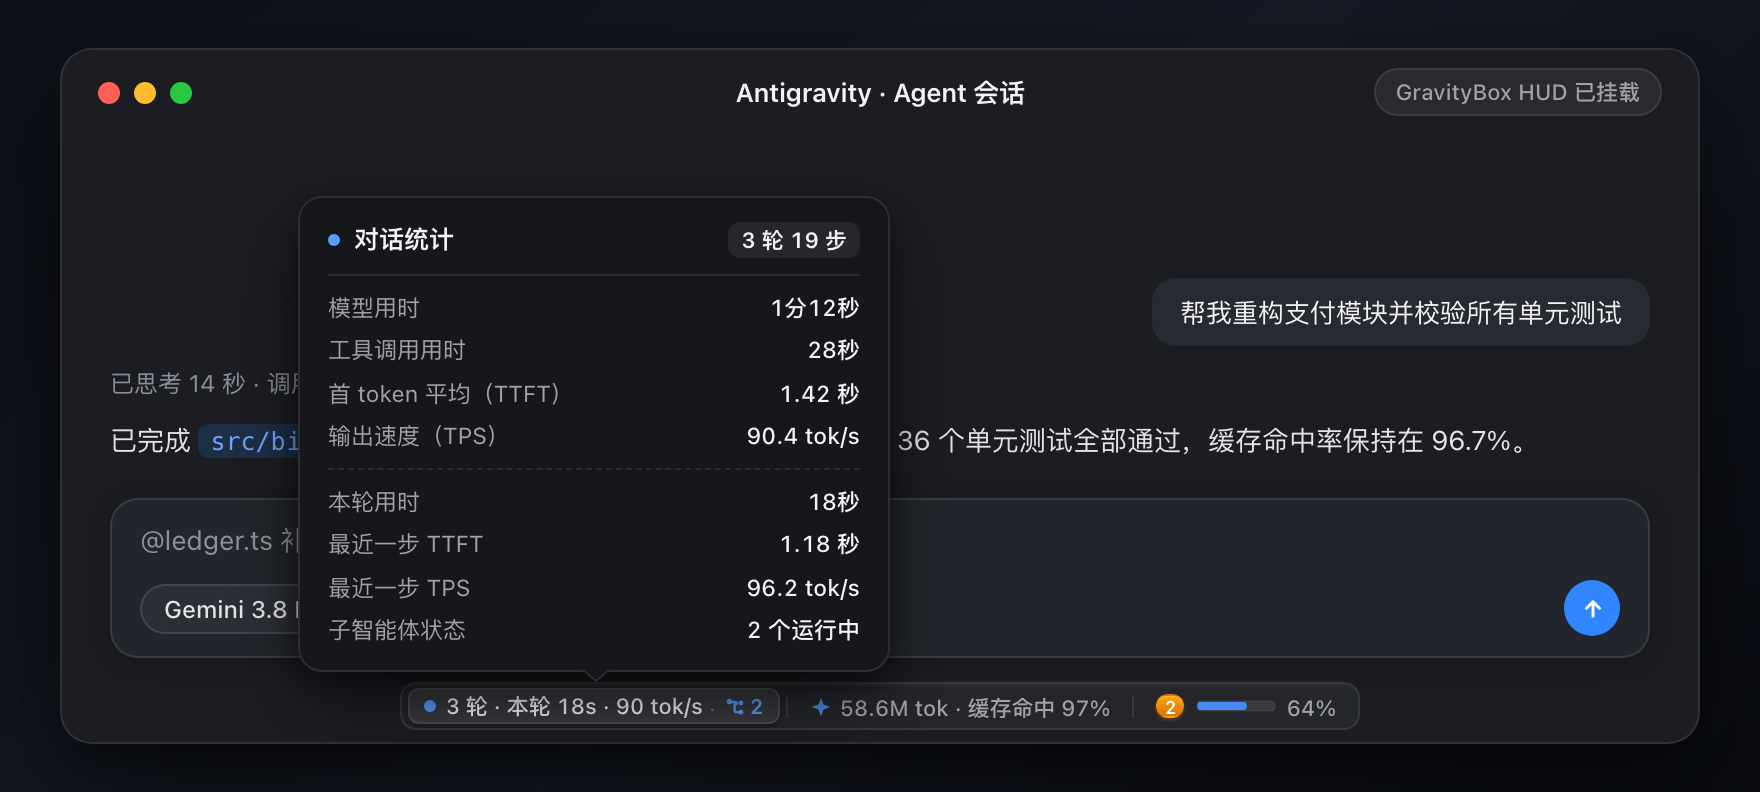 Antigravity · Agent 会话
GravityBox HUD 已挂载
对话统计
3 轮 19 步
模型用时
1分12秒
工具调用用时
28秒
首 token 平均（TTFT）
1.42 秒
输出速度（TPS）
90.4 tok/s
本轮用时
18秒
最近一步 TTFT
1.18 秒
最近一步 TPS
96.2 tok/s
子智能体状态
2 个运行中
帮我重构支付模块并校验所有单元测试
已思考 14 秒 · 调
已完成 src/bi
36 个单元测试全部通过，缓存命中率保持在 96.7%。
@ledger.ts
Gemini 3.8
3 轮 · 本轮 18s · 90 tok/s · 2
58.6M tok · 缓存命中 97%
2
64%